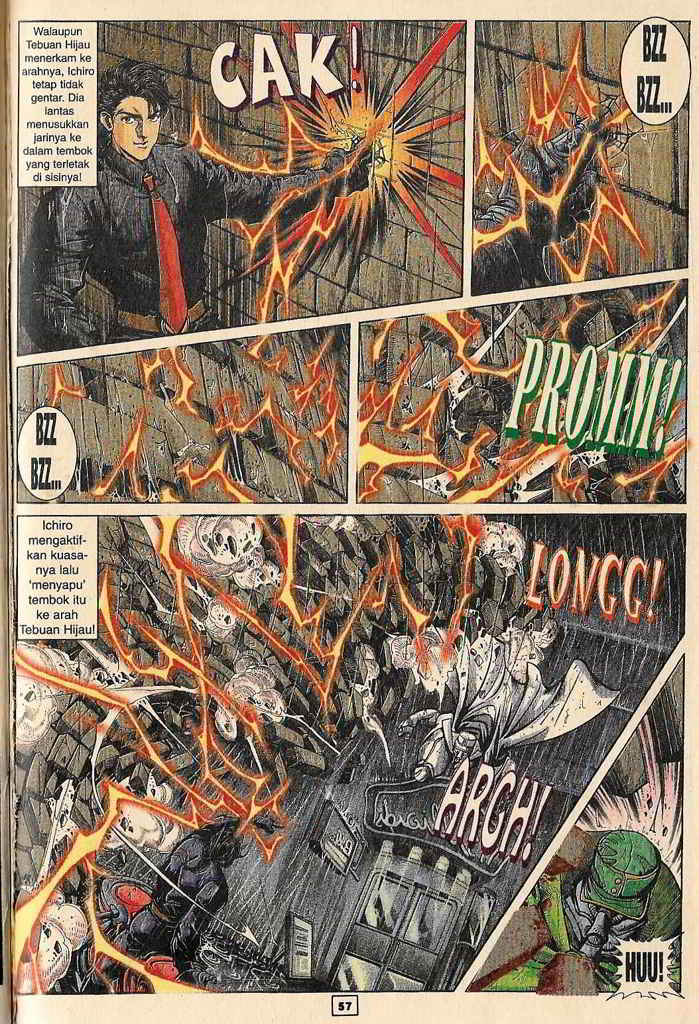 Walaupun
Tebuan Hijau
menerkam ke
arahnya, Ichiro
tetap tidak
gentar. Dia
lantas
menusukkan
jarinya ke
dalam tembok
yang terletak
di sisinya!
CAK!
BZZ
BZZ...
BZZ
BZZ...
PROMM!
Ichiro
mengaktif-
kan kuasa-
nya lalu
'menyapu'
tembok itu
ke arah
Tebuan Hijau!
LONGG!
ARGH!
HUU!
57